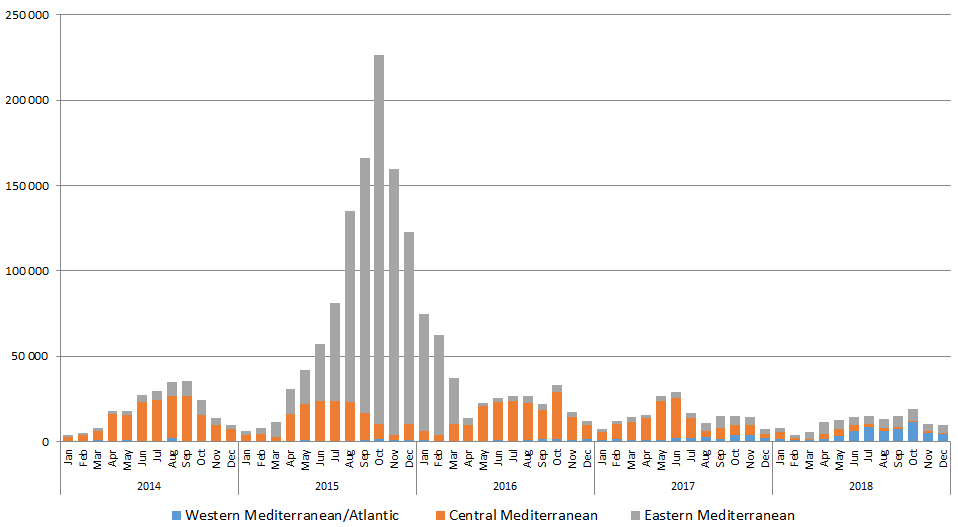 250 000
200 000
150 000
100 000
50 000
0
Jan Feb Mar Apr May Jun Jul Aug Sep Oct Nov Dec Jan Feb Mar Apr May Jun Jul Aug Sep Oct Nov Dec Jan Feb Mar Apr May Jun Jul Aug Sep Oct Nov Dec Jan Feb Mar Apr May Jun Jul Aug Sep Oct Nov Dec Jan Feb Mar Apr May Jun Jul Aug Sep Oct Nov Dec
2014 2015 2016 2017 2018
Western Mediterranean/Atlantic Central Mediterranean Eastern Mediterranean